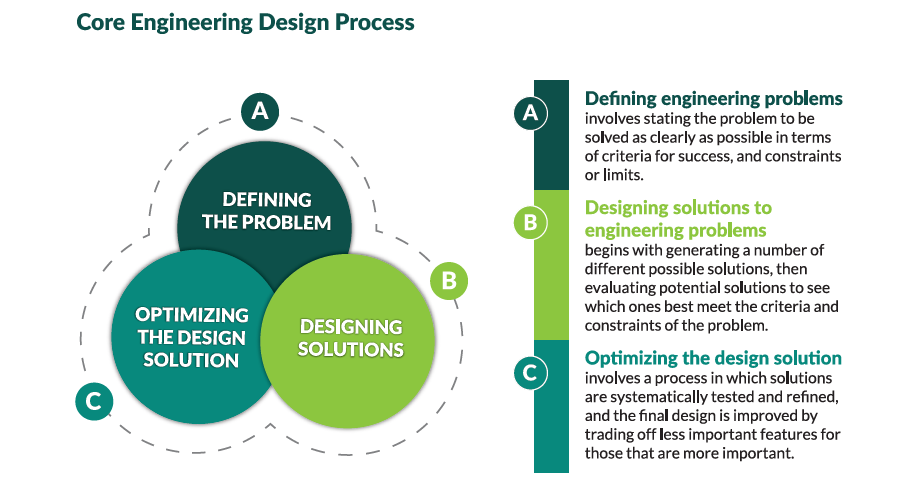 Core Engineering Design Process
A
DEFINING
THE PROBLEM
B
OPTIMIZING
THE DESIGN
SOLUTION
DESIGNING
SOLUTIONS
C
A
Defining engineering problems
involves stating the problem to be
solved as clearly as possible in terms
of criteria for success, and constraints
or limits.
B
Designing solutions to
engineering problems
begins with generating a number of
different possible solutions, then
evaluating potential solutions to see
which ones best meet the criteria and
constraints of the problem.
C
Optimizing the design solution
involves a process in which solutions
are systematically tested and refined,
and the final design is improved by
trading off less important features for
those that are more important.